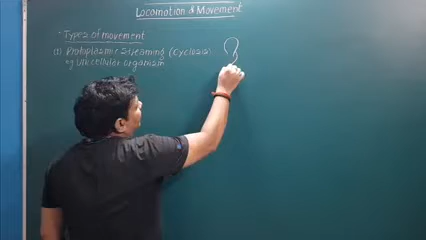 Locomotion & Movement
- Types of movement
(1) Protoplasmic Streaming (Cyclosis)
eg Unicellular organism